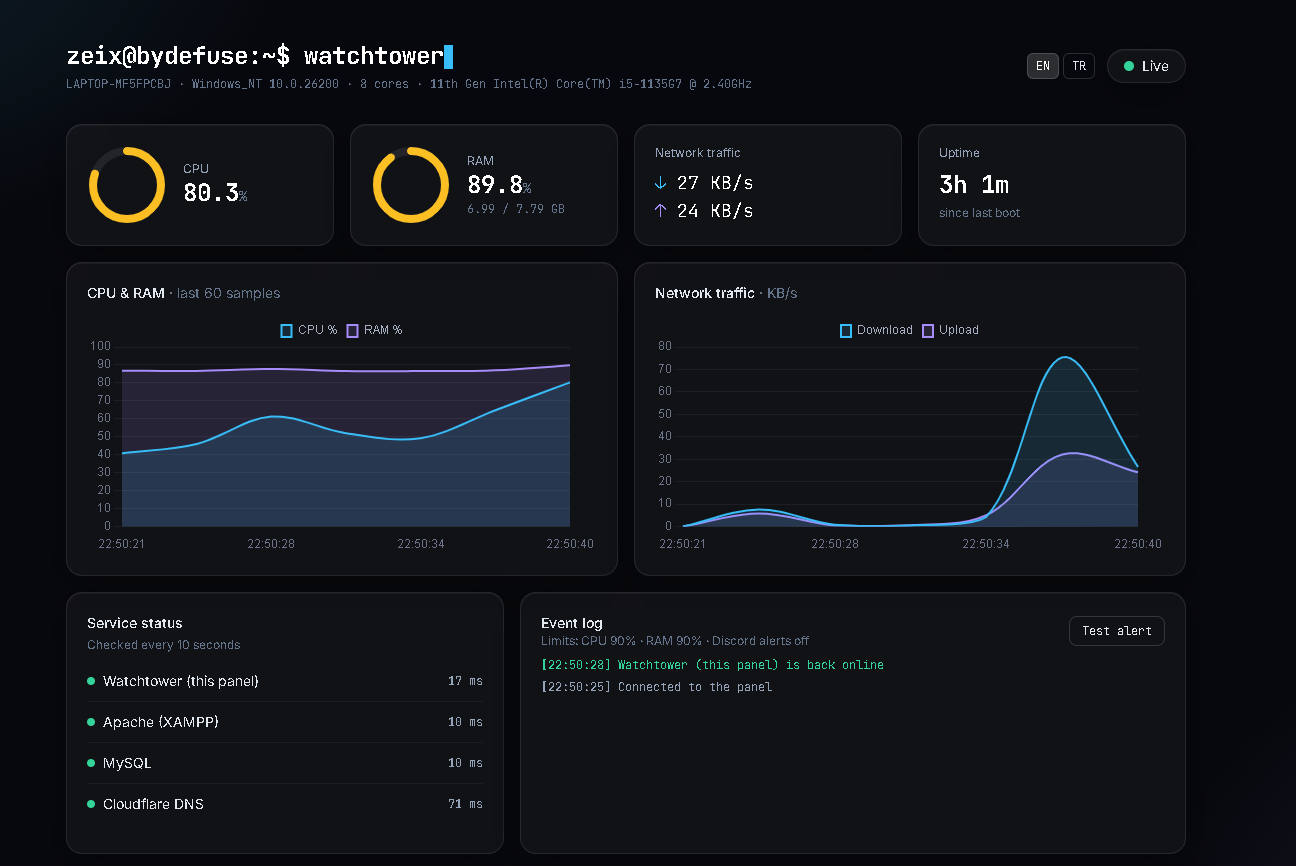 zeix@bydefuse:~$ watchtower
LAPTOP-MF5FPCBJ · Windows_NT 10.0.26200 · 8 cores · 11th Gen Intel(R) Core(TM) i5-1135G7 @ 2.40GHz
EN
TR
Live
CPU
80.3%
RAM
89.8%
6.99 / 7.79 GB
Network traffic
↓ 27 KB/s
↑ 24 KB/s
Uptime
3h 1m
since last boot
CPU & RAM · last 60 samples
CPU % RAM %
100
90
80
70
60
50
40
30
20
10
0
22:50:21 22:50:28 22:50:34 22:50:40
Network traffic · KB/s
Download Upload
80
70
60
50
40
30
20
10
0
22:50:21 22:50:28 22:50:34 22:50:40
Service status
Checked every 10 seconds
Watchtower (this panel) 17 ms
Apache (XAMPP) 10 ms
MySQL 10 ms
Cloudflare DNS 71 ms
Event log
Limits: CPU 90% · RAM 90% · Discord alerts off
Test alert
[22:50:28] Watchtower (this panel) is back online
[22:50:25] Connected to the panel